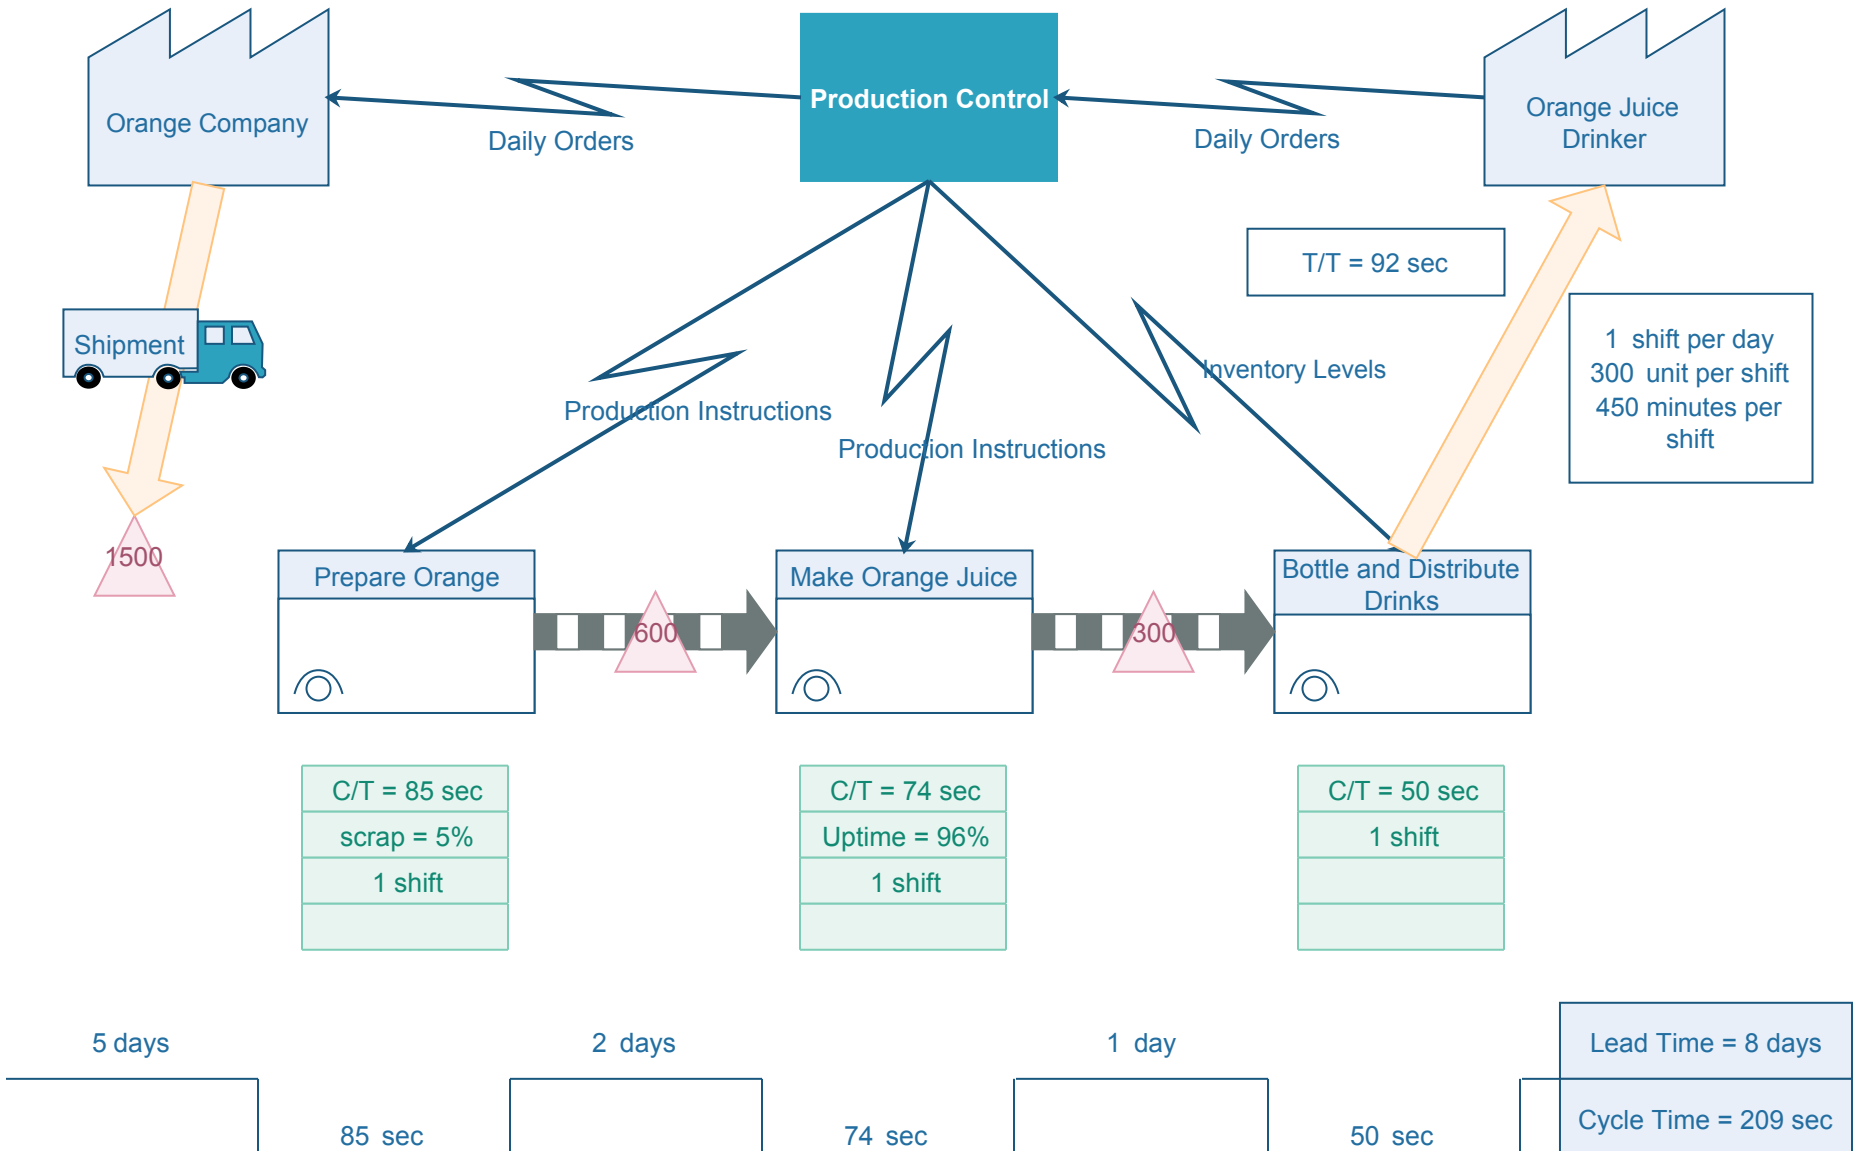 Orange Company
Daily Orders
Production Control
Daily Orders
Orange Juice
Drinker
T/T = 92 sec
Shipment
1 shift per day
300 unit per shift
450 minutes per
shift
Inventory Levels
Production Instructions
Production Instructions
1500
Prepare Orange
600
Make Orange Juice
300
Bottle and Distribute
Drinks
C/T = 85 sec
scrap = 5%
1 shift
C/T = 74 sec
Uptime = 96%
1 shift
C/T = 50 sec
1 shift
5 days
2 days
1 day
Lead Time = 8 days
85 sec
74 sec
50 sec
Cycle Time = 209 sec